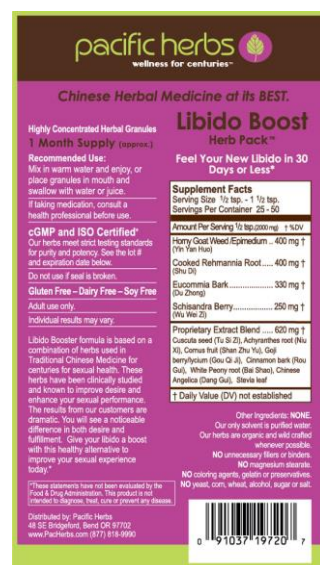 pacific herbs
wellness for centuries™
Chinese Herbal Medicine at its BEST.
Highly Concentrated Herbal Granules
1 Month Supply (approx.)
Recommended Use:
Mix in warm water and enjoy, or
place granules in mouth and
swallow with water or juice.
If taking medication, consult a
health professional before use.
cGMP and ISO Certified*
Our herbs meet strict testing standards
for purity and potency. See the lot #
and expiration date below.
Do not use if seal is broken.
Gluten Free – Dairy Free – Soy Free
Adult use only.
Individual results may vary.
Libido Booster formula is based on a
combination of herbs used in
Traditional Chinese Medicine for
centuries for sexual health. These
herbs have been clinically studied
and known to improve desire and
enhance your sexual performance.
The results from our customers are
dramatic. You will see a noticeable
difference in both desire and
fulfillment. Give your libido a boost
with this healthy alternative to
improve your sexual experience
today.*
*These statements have not been evaluated by the
Food & Drug Administration. This product is not
intended to diagnose, treat, cure or prevent any disease.
Distributed by: Pacific Herbs
48 SE Bridgeford, Bend OR 97702
www.PacHerbs.com (877) 818-9990
Libido Boost
Herb Pack™
Feel Your New Libido in 30
Days or Less*
Supplement Facts
Serving Size 1/2 tsp. - 1 1/2 tsp.
Servings Per Container 25 - 50
Amount Per Serving 1/2 tsp.(2000 mg) † %DV
Horny Goat Weed /Epimedium .. 400 mg †
(Yin Yan Huo)
Cooked Rehmannia Root ..... 400 mg †
(Shu Di)
Eucommia Bark ................. 330 mg †
(Du Zhong)
Schisandra Berry ............... 250 mg †
(Wu Wei Zi)
Proprietary Extract Blend ..... 620 mg †
Cuscuta seed (Tu Si Zi), Achyranthes root (Niu
Xi), Cornus fruit (Shan Zhu Yu), Goji
berry/lycium (Gou Qi Ji), Cinnamon bark (Rou
Gui), White Peony root (Bai Shao), Chinese
Angelica (Dang Gui), Stevia leaf
† Daily Value (DV) not established
Other Ingredients: NONE.
Our only solvent is purified water.
Our herbs are organic and wild crafted
whenever possible.
NO unnecessary fillers or binders.
NO magnesium stearate.
NO coloring agents, gelatin or preservatives.
NO yeast, corn, wheat, alcohol, sugar or salt.
0 91037 19720 7